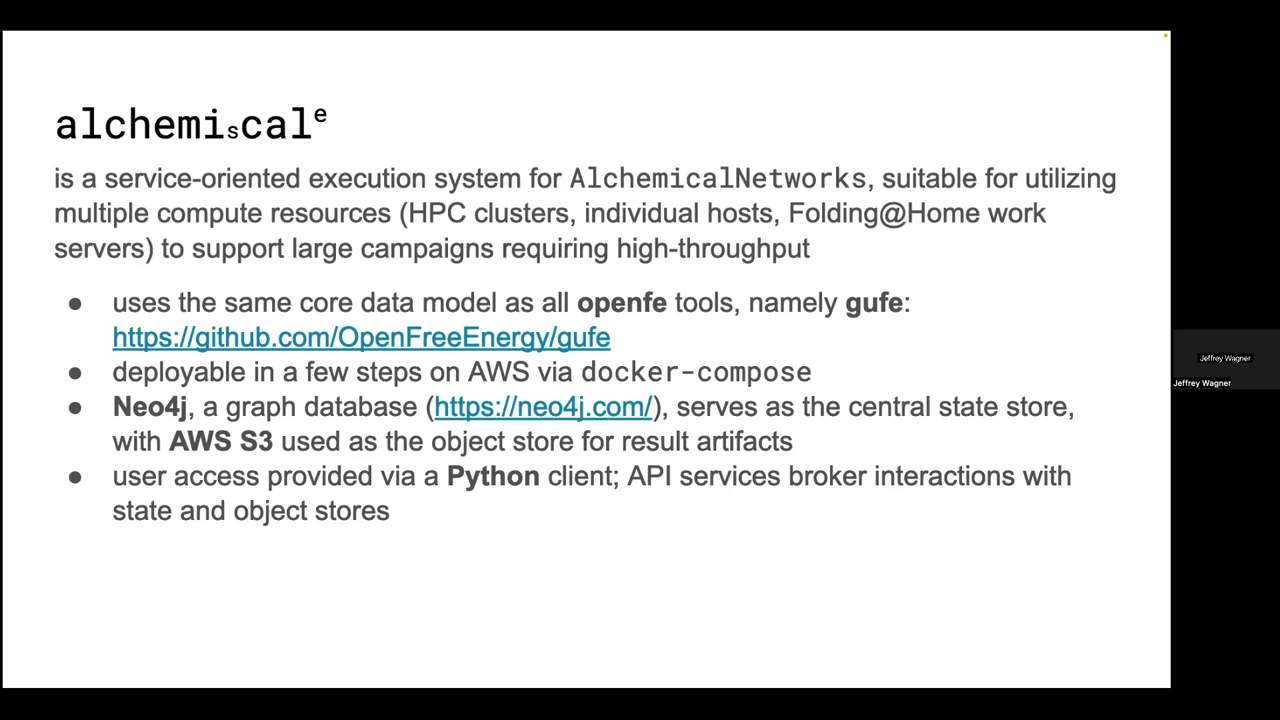 alchemiscale
is a service-oriented execution system for AlchemicalNetworks, suitable for utilizing
multiple compute resources (HPC clusters, individual hosts, Folding@Home work
servers) to support large campaigns requiring high-throughput
● uses the same core data model as all openfe tools, namely gufe:
https://github.com/OpenFreeEnergy/gufe
● deployable in a few steps on AWS via docker-compose
● Neo4j, a graph database (https://neo4j.com/), serves as the central state store,
with AWS S3 used as the object store for result artifacts
● user access provided via a Python client; API services broker interactions with
state and object stores
Jeffrey Wagner
Jeffrey Wagner